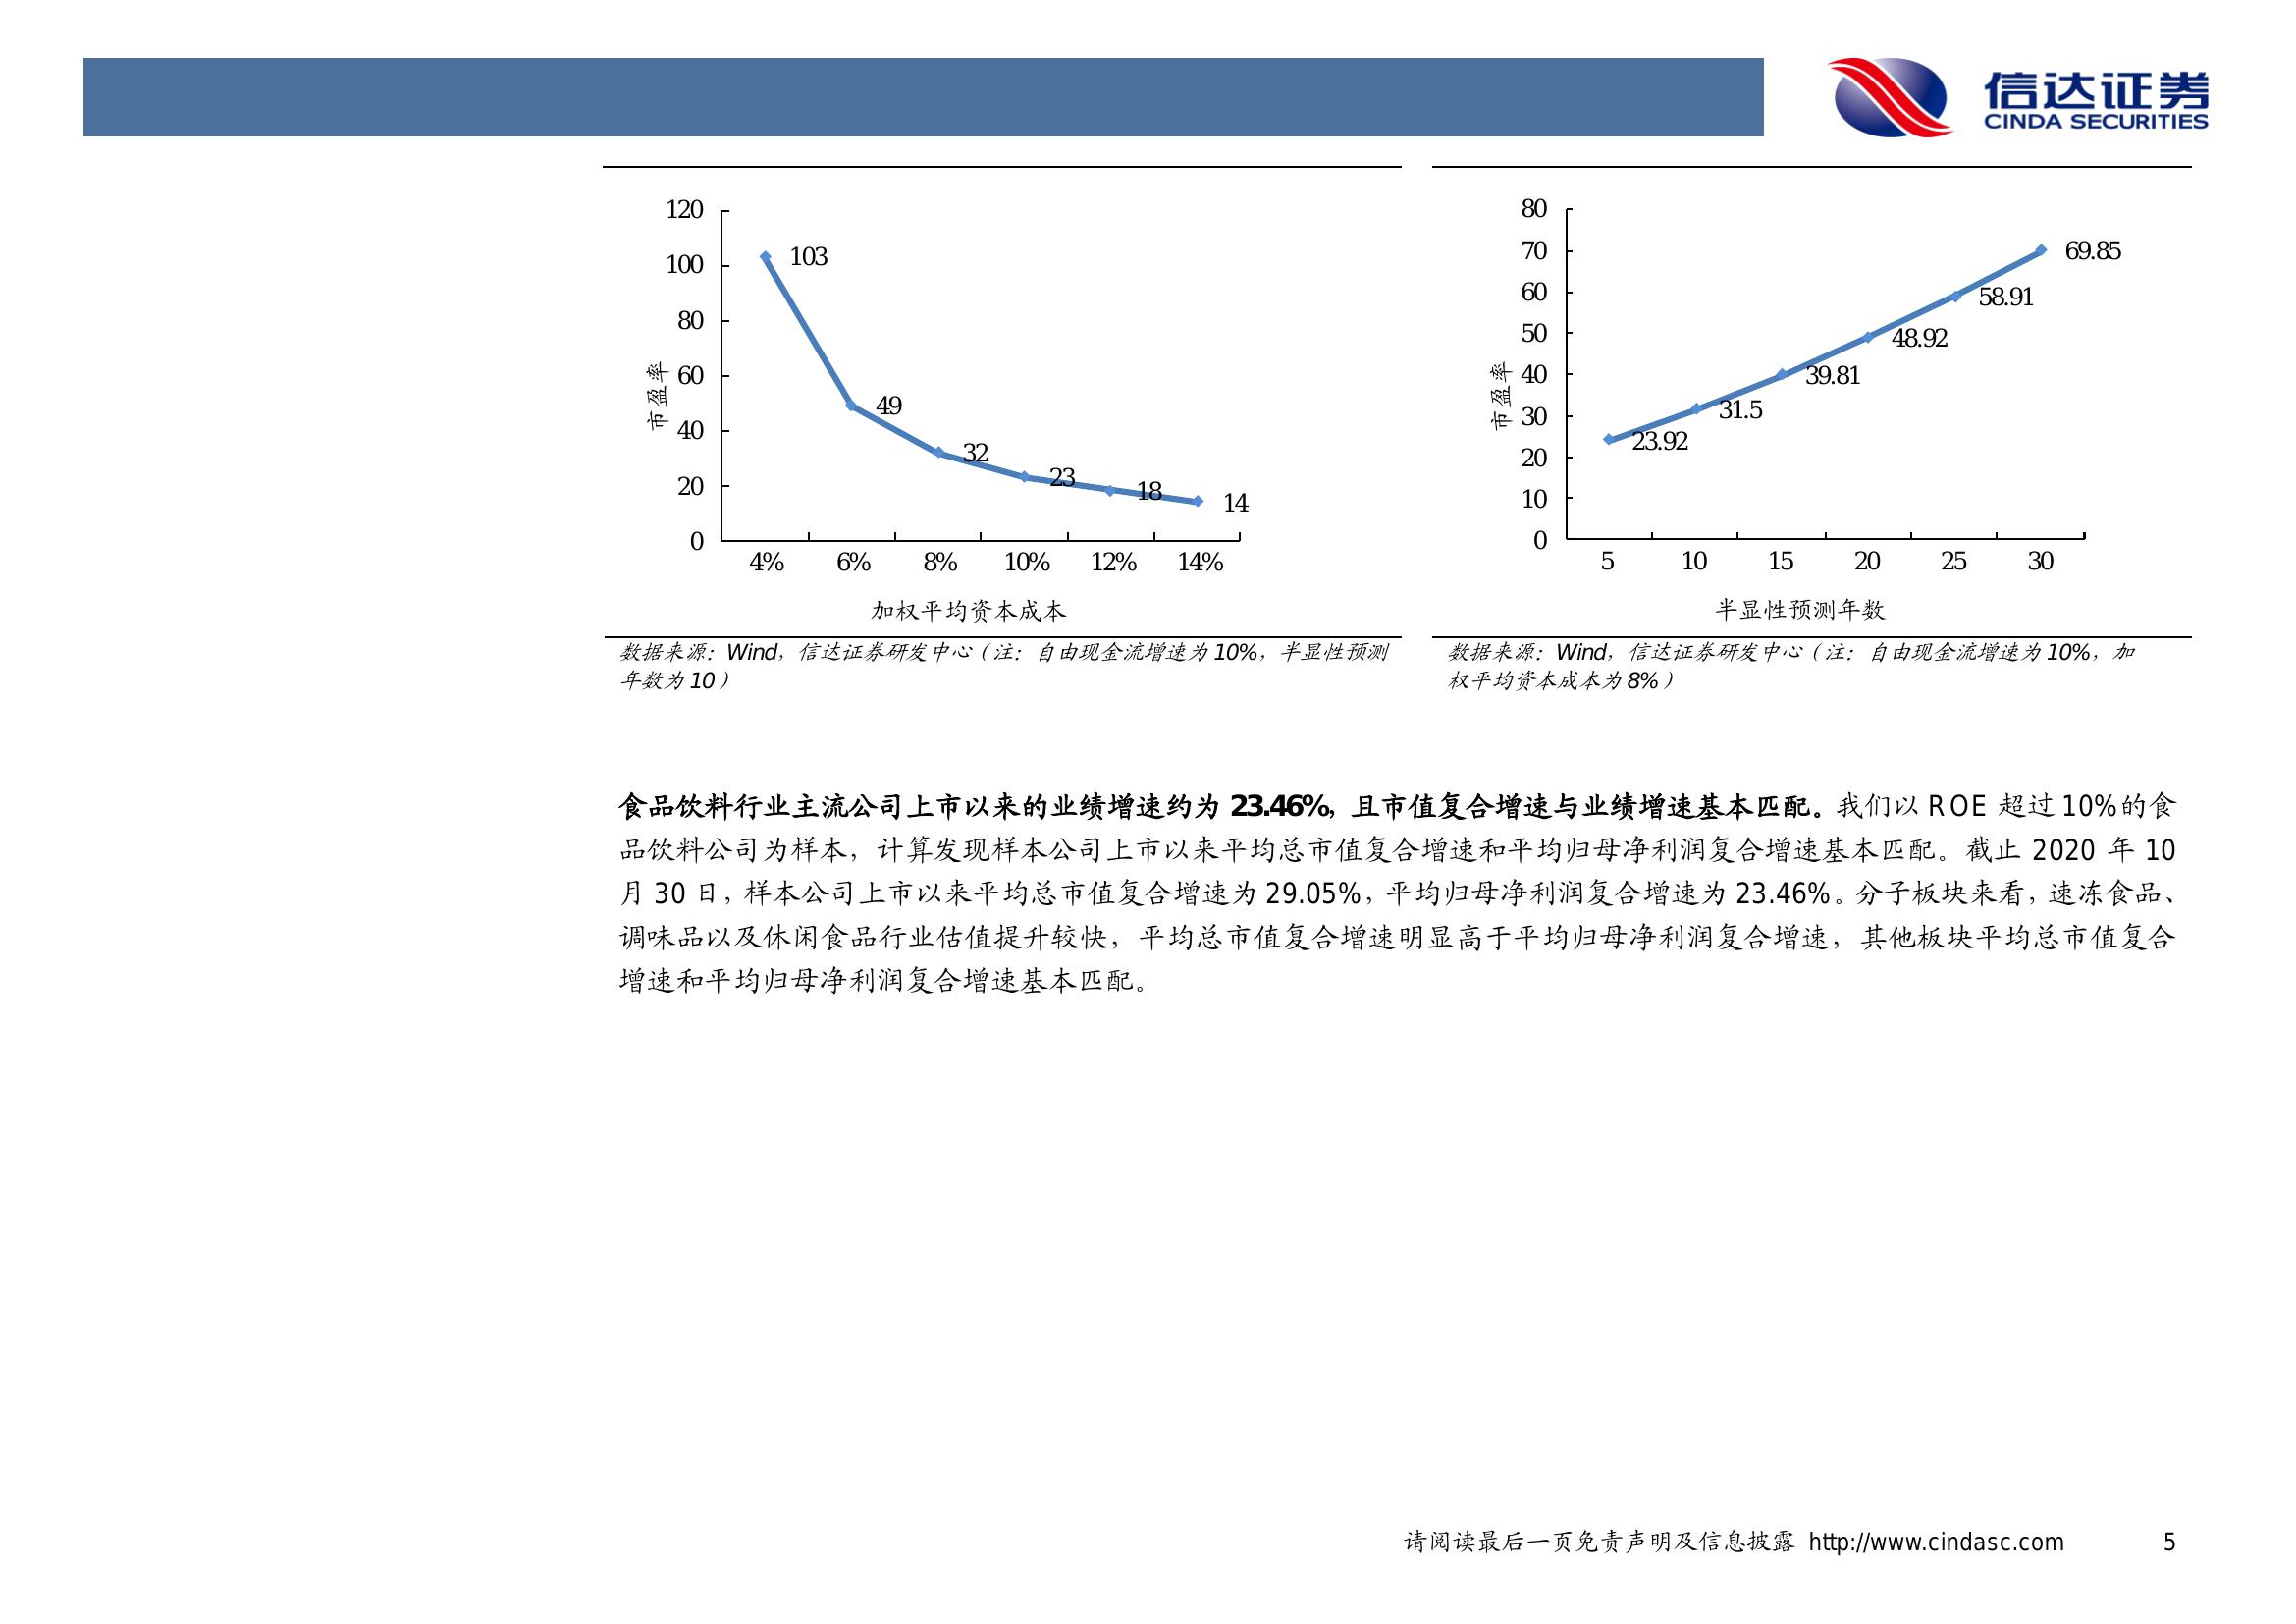 信达证券
CINDA SECURITIES
120
100
80
60
40
20
0
市盈率
103
49
32
23
18
14
4% 6% 8% 10% 12% 14%
加权平均资本成本
80
70
60
50
40
30
20
10
0
市盈率
69.85
58.91
48.92
39.81
31.5
23.92
5 10 15 20 25 30
半显性预测年数
数据来源：Wind，信达证券研发中心（注：自由现金流增速为10%，半显性预测
年数为10）
数据来源：Wind，信达证券研发中心（注：自由现金流增速为10%，加
权平均资本成本为8%）
食品饮料行业主流公司上市以来的业绩增速约为 23.46%，且市值复合增速与业绩增速基本匹配。我们以 ROE 超过10%的食
品饮料公司为样本，计算发现样本公司上市以来平均总市值复合增速和平均归母净利润复合增速基本匹配。截止 2020 年 10
月 30 日，样本公司上市以来平均总市值复合增速为 29.05%，平均归母净利润复合增速为 23.46%。分子板块来看，速冻食品、
调味品以及休闲食品行业估值提升较快，平均总市值复合增速明显高于平均归母净利润复合增速，其他板块平均总市值复合
增速和平均归母净利润复合增速基本匹配。
请阅读最后一页免责声明及信息披露 http://www.cindasc.com 5